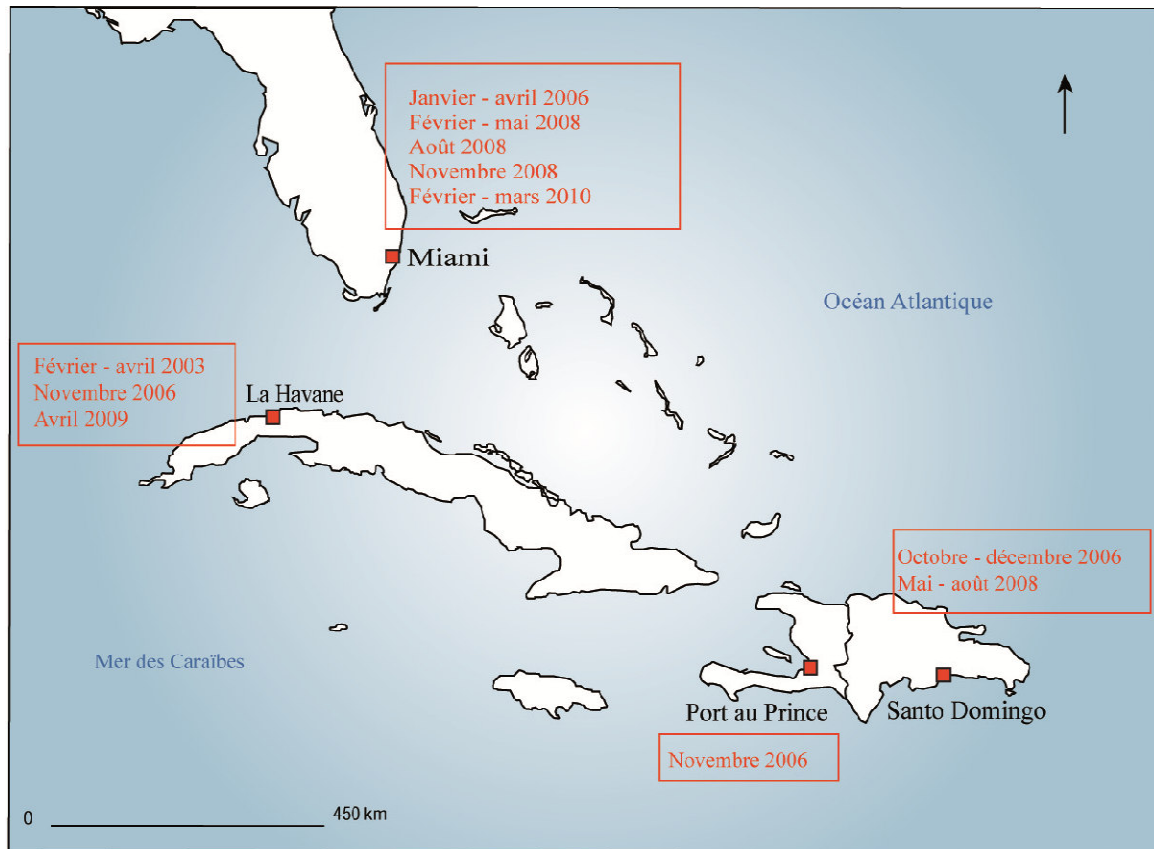 Janvier - avril 2006
Février - mai 2008
Août 2008
Novembre 2008
Février - mars 2010
Miami
Océan Atlantique
Février - avril 2003
Novembre 2006
Avril 2009
La Havane
Octobre - décembre 2006
Mai - août 2008
Mer des Caraïbes
Port au Prince
Santo Domingo
Novembre 2006
0
450 km